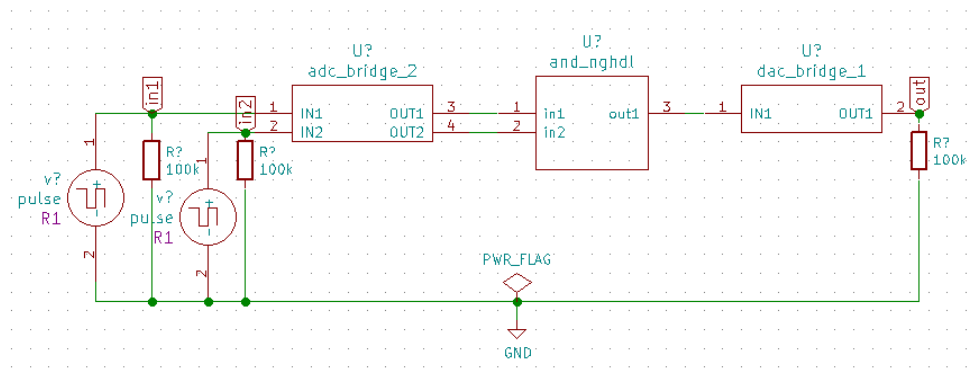 U?
adc_bridge_2
U?
and_nghdl
U?
dac_bridge_1
in1
in2
out
1 IN1 OUT1 3
2 IN2 OUT2 4
1 in1 out1 3
2 in2
1 IN1 OUT1 2
R?
100k
R?
100k
R?
100k
1
v?
pulse
R1
2
1
v?
pulse
R1
2
PWR_FLAG
GND